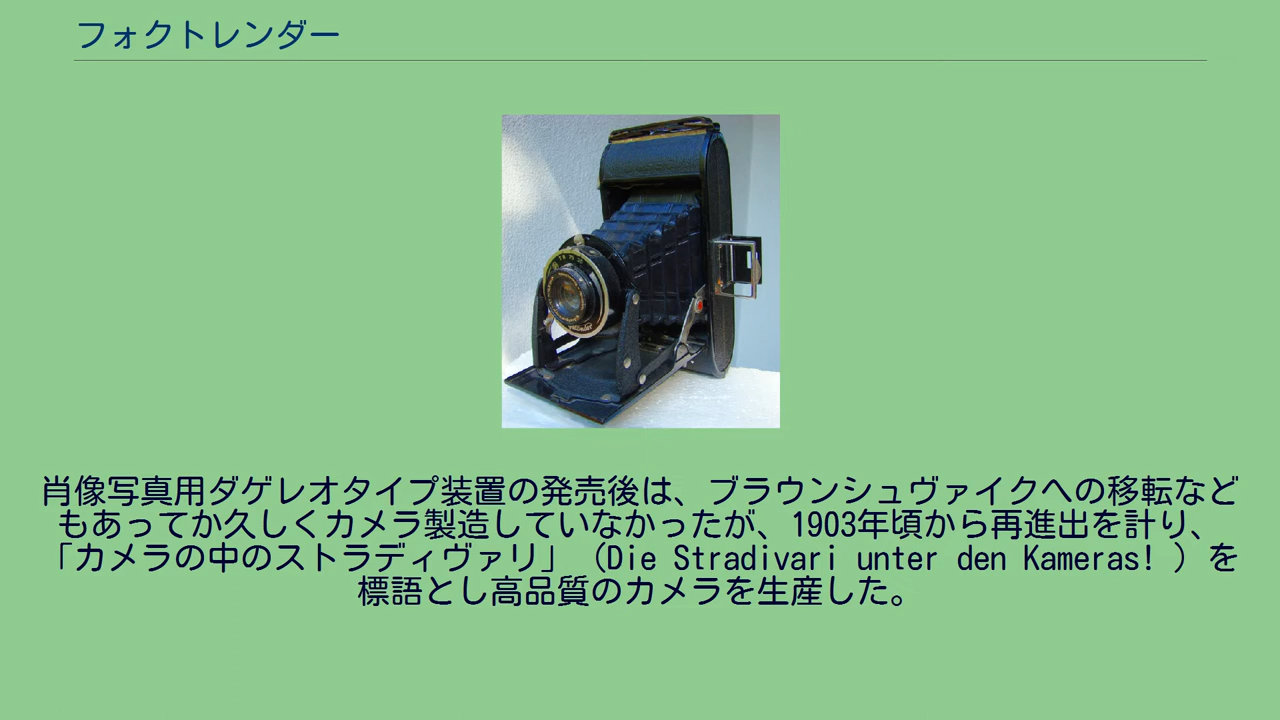 フォクトレンダー
肖像写真用ダゲレオタイプ装置の発売後は、ブラウンシュヴァイクへの移転など
もあってか久しくカメラ製造していなかったが、1903年頃から再進出を計り、
「カメラの中のストラディヴァリ」（Die Stradivari unter den Kameras! ）を
標語とし高品質のカメラを生産した。